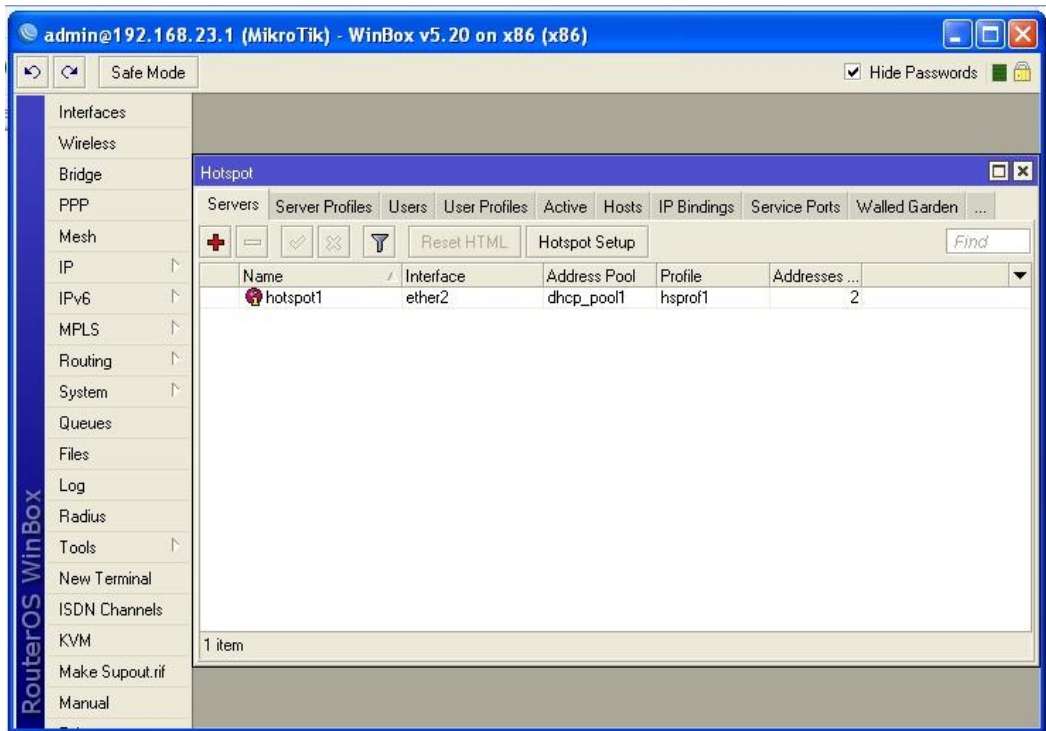 admin@192.168.23.1 (MikroTik) - WinBox v5.20 on x86 (x86)
Safe Mode
Hide Passwords
Interfaces
Wireless
Bridge
PPP
Mesh
IP
IPv6
MPLS
Routing
System
Queues
Files
Log
Radius
Tools
New Terminal
ISDN Channels
KVM
Make Supout.rif
Manual
RouterOS WinBox
Hotspot
Servers Server Profiles Users User Profiles Active Hosts IP Bindings Service Ports Walled Garden ...
Reset HTML Hotspot Setup Find
Name Interface Address Pool Profile Addresses ...
hotspot1 ether2 dhcp_pool1 hsprof1 2
1 item